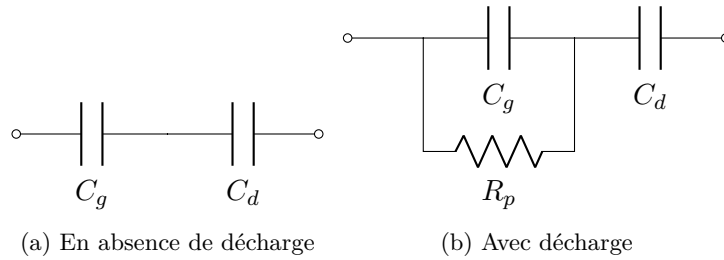 C_g
C_d
R_p
C_g
C_d
(a) En absence de décharge
(b) Avec décharge